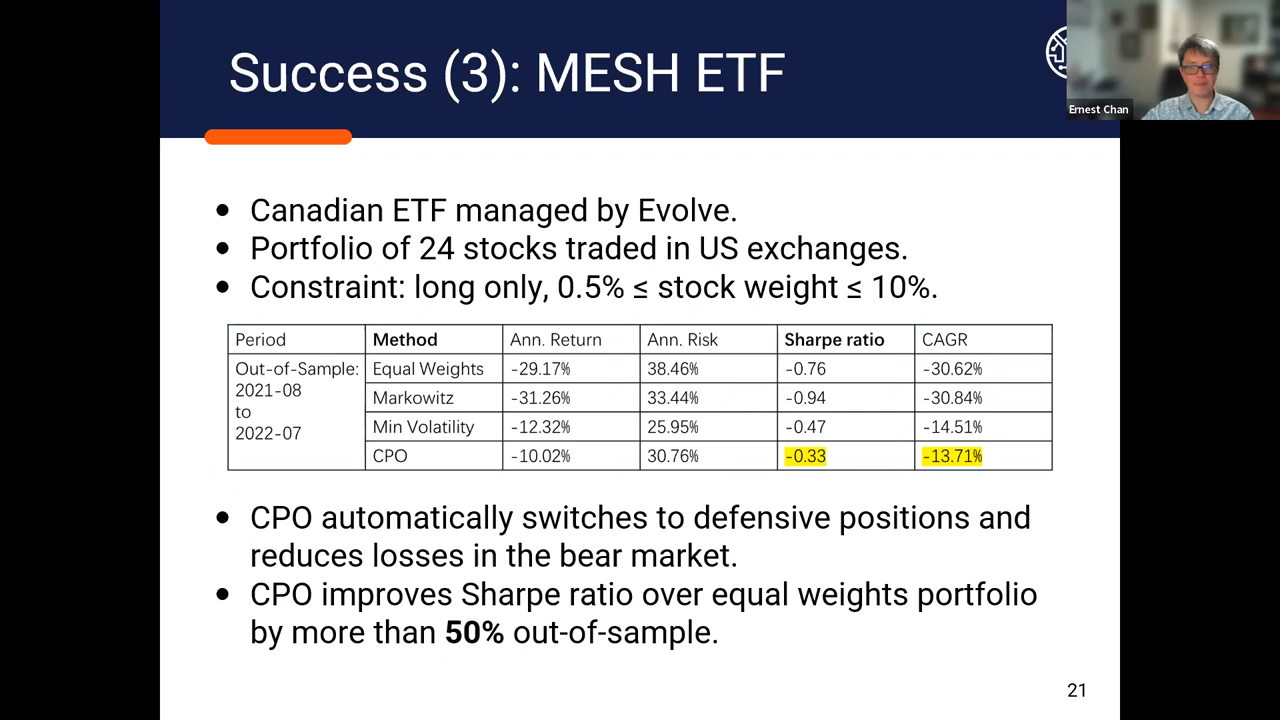 Success (3): MESH ETF
Ernest Chan
● Canadian ETF managed by Evolve.
● Portfolio of 24 stocks traded in US exchanges.
● Constraint: long only, 0.5% ≤ stock weight ≤ 10%.
Period Method Ann. Return Ann. Risk Sharpe ratio CAGR
Out-of-Sample: 2021-08 to 2022-07
Equal Weights -29.17% 38.46% -0.76 -30.62%
Markowitz -31.26% 33.44% -0.94 -30.84%
Min Volatility -12.32% 25.95% -0.47 -14.51%
CPO -10.02% 30.76% -0.33 -13.71%
● CPO automatically switches to defensive positions and
reduces losses in the bear market.
● CPO improves Sharpe ratio over equal weights portfolio
by more than 50% out-of-sample.
21